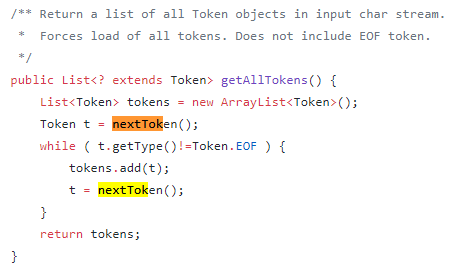 /** Return a list of all Token objects in input char stream.
 *  Forces load of all tokens. Does not include EOF token.
 */
public List<? extends Token> getAllTokens() {
    List<Token> tokens = new ArrayList<Token>();
    Token t = nextToken();
    while ( t.getType()!=Token.EOF ) {
        tokens.add(t);
        t = nextToken();
    }
    return tokens;
}